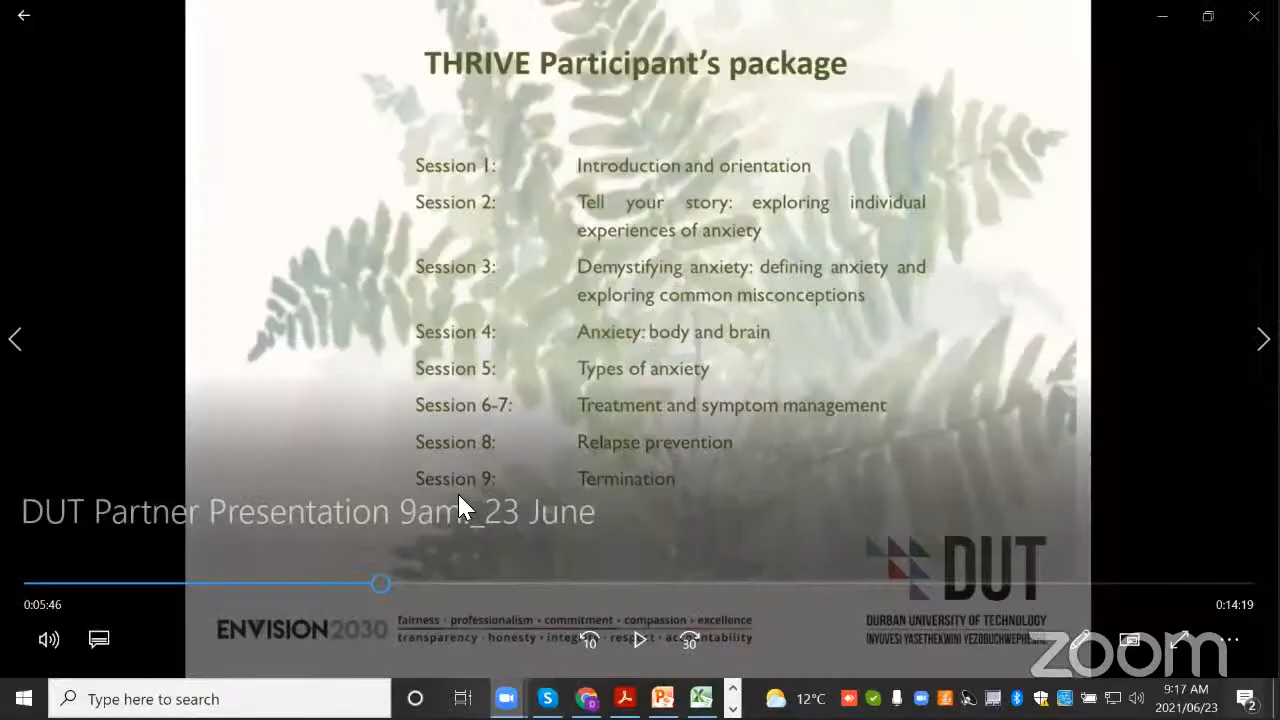 THRIVE Participant's package
Session 1: Introduction and orientation
Session 2: Tell your story: exploring individual
experiences of anxiety
Session 3: Demystifying anxiety: defining anxiety and
exploring common misconceptions
Session 4: Anxiety: body and brain
Session 5: Types of anxiety
Session 6-7: Treatment and symptom management
Session 8: Relapse prevention
Session 9: Termination
DUT Partner Presentation 9am_23 June
DUT
0:05:46
0:14:19
ENVISION2030
fairness · professionalism · commitment · compassion · excellence
transparency · honesty · integrity · respect · accountability
DURBAN UNIVERSITY OF TECHNOLOGY
INYUVESI YASETHEKWINI YEZOBUCHWEPHESHE
10
30
zoom
Type here to search
12°C
9:17 AM
2021/06/23
2